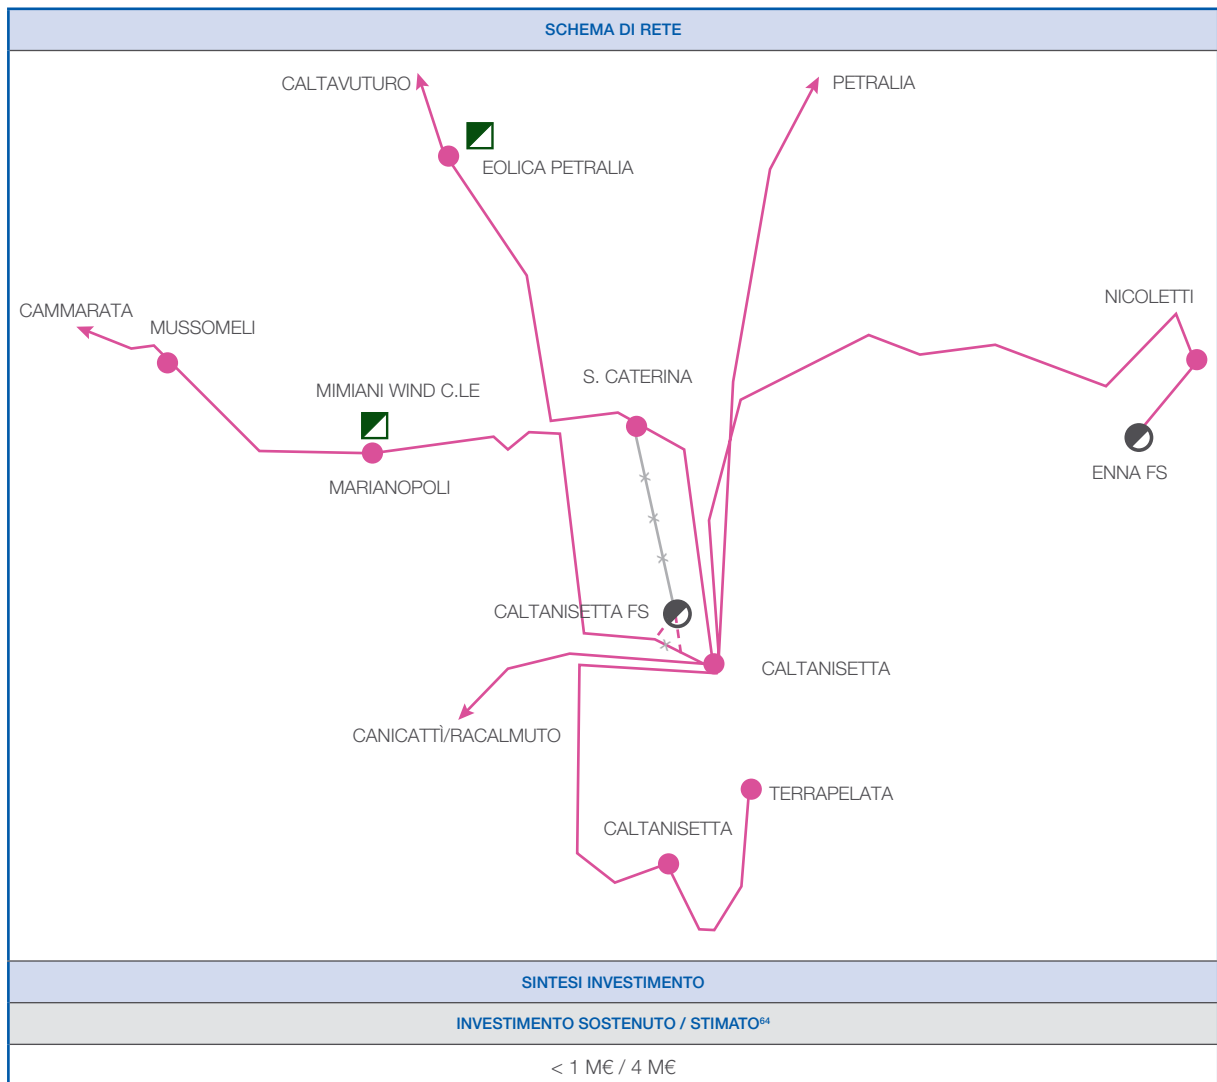 SCHEMA DI RETE
CALTAVUTURO
PETRALIA
EOLICA PETRALIA
NICOLETTI
CAMMARATA
MUSSOMELI
S. CATERINA
MIMIANI WIND C.LE
ENNA FS
MARIANOPOLI
CALTANISETTA FS
CALTANISETTA
CANICATTÌ/RACALMUTO
TERRAPELATA
CALTANISETTA
SINTESI INVESTIMENTO
INVESTIMENTO SOSTENUTO / STIMATO⁶⁴
< 1 M€ / 4 M€